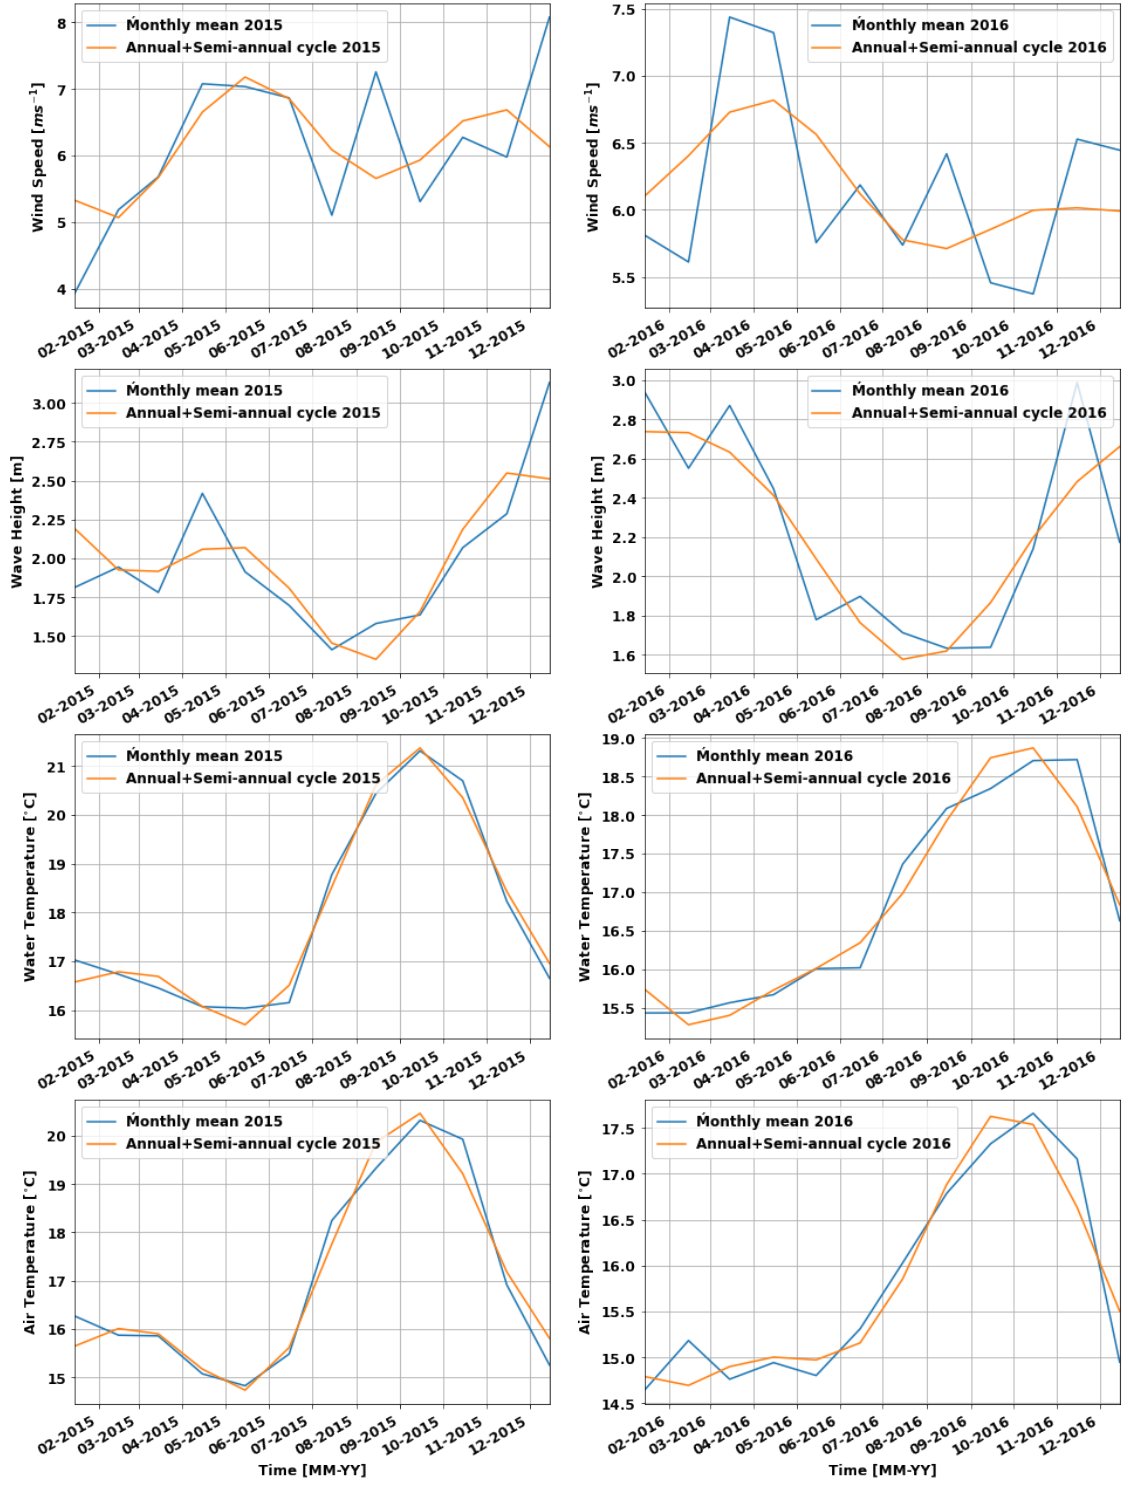 Ḿonthly mean 2015
Annual+Semi-annual cycle 2015
Wind Speed [ms⁻¹]
8
7
6
5
4
02-2015 03-2015 04-2015 05-2015 06-2015 07-2015 08-2015 09-2015 10-2015 11-2015 12-2015
Ḿonthly mean 2016
Annual+Semi-annual cycle 2016
Wind Speed [ms⁻¹]
7.5
7.0
6.5
6.0
5.5
02-2016 03-2016 04-2016 05-2016 06-2016 07-2016 08-2016 09-2016 10-2016 11-2016 12-2016
Ḿonthly mean 2015
Annual+Semi-annual cycle 2015
Wave Height [m]
3.00
2.75
2.50
2.25
2.00
1.75
1.50
02-2015 03-2015 04-2015 05-2015 06-2015 07-2015 08-2015 09-2015 10-2015 11-2015 12-2015
Ḿonthly mean 2016
Annual+Semi-annual cycle 2016
Wave Height [m]
3.0
2.8
2.6
2.4
2.2
2.0
1.8
1.6
02-2016 03-2016 04-2016 05-2016 06-2016 07-2016 08-2016 09-2016 10-2016 11-2016 12-2016
Ḿonthly mean 2015
Annual+Semi-annual cycle 2015
Water Temperature [°C]
21
20
19
18
17
16
02-2015 03-2015 04-2015 05-2015 06-2015 07-2015 08-2015 09-2015 10-2015 11-2015 12-2015
Ḿonthly mean 2016
Annual+Semi-annual cycle 2016
Water Temperature [°C]
19.0
18.5
18.0
17.5
17.0
16.5
16.0
15.5
02-2016 03-2016 04-2016 05-2016 06-2016 07-2016 08-2016 09-2016 10-2016 11-2016 12-2016
Ḿonthly mean 2015
Annual+Semi-annual cycle 2015
Air Temperature [°C]
20
19
18
17
16
15
02-2015 03-2015 04-2015 05-2015 06-2015 07-2015 08-2015 09-2015 10-2015 11-2015 12-2015
Time [MM-YY]
Ḿonthly mean 2016
Annual+Semi-annual cycle 2016
Air Temperature [°C]
17.5
17.0
16.5
16.0
15.5
15.0
14.5
02-2016 03-2016 04-2016 05-2016 06-2016 07-2016 08-2016 09-2016 10-2016 11-2016 12-2016
Time [MM-YY]